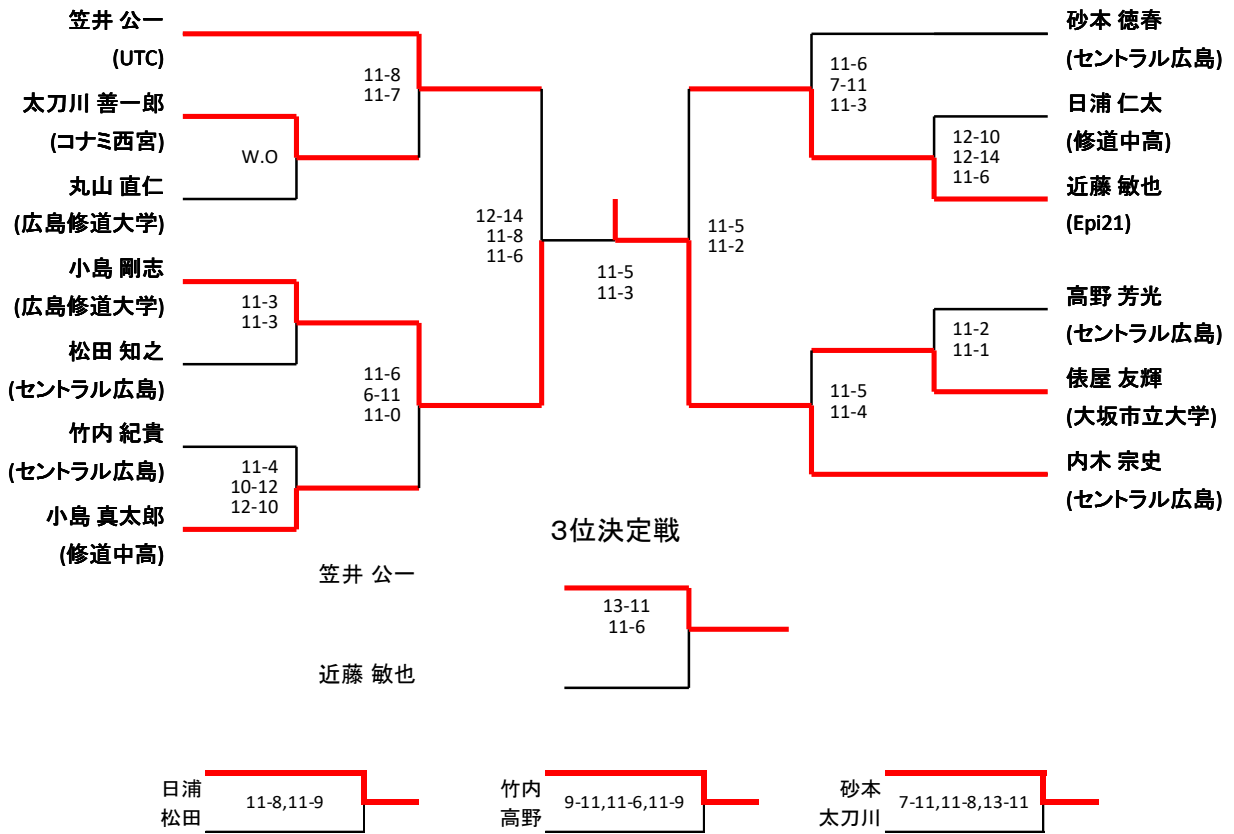 笠井 公一
(UTC)
太刀川 善一郎
(コナミ西宮)
丸山 直仁
(広島修道大学)
小島 剛志
(広島修道大学)
松田 知之
(セントラル広島)
竹内 紀貴
(セントラル広島)
小島 真太郎
(修道中高)
11-8
11-7
W.O
12-14
11-8
11-6
11-3
11-3
11-6
6-11
11-0
11-4
10-12
12-10
11-5
11-3
11-5
11-2
11-6
7-11
11-3
12-10
12-14
11-6
11-2
11-1
11-5
11-4
砂本 徳春
(セントラル広島)
日浦 仁太
(修道中高)
近藤 敏也
(Epi21)
高野 芳光
(セントラル広島)
俵屋 友輝
(大坂市立大学)
内木 宗史
(セントラル広島)
3位決定戦
笠井 公一
13-11
11-6
近藤 敏也
日浦
松田
11-8,11-9
竹内
高野
9-11,11-6,11-9
砂本
太刀川
7-11,11-8,13-11